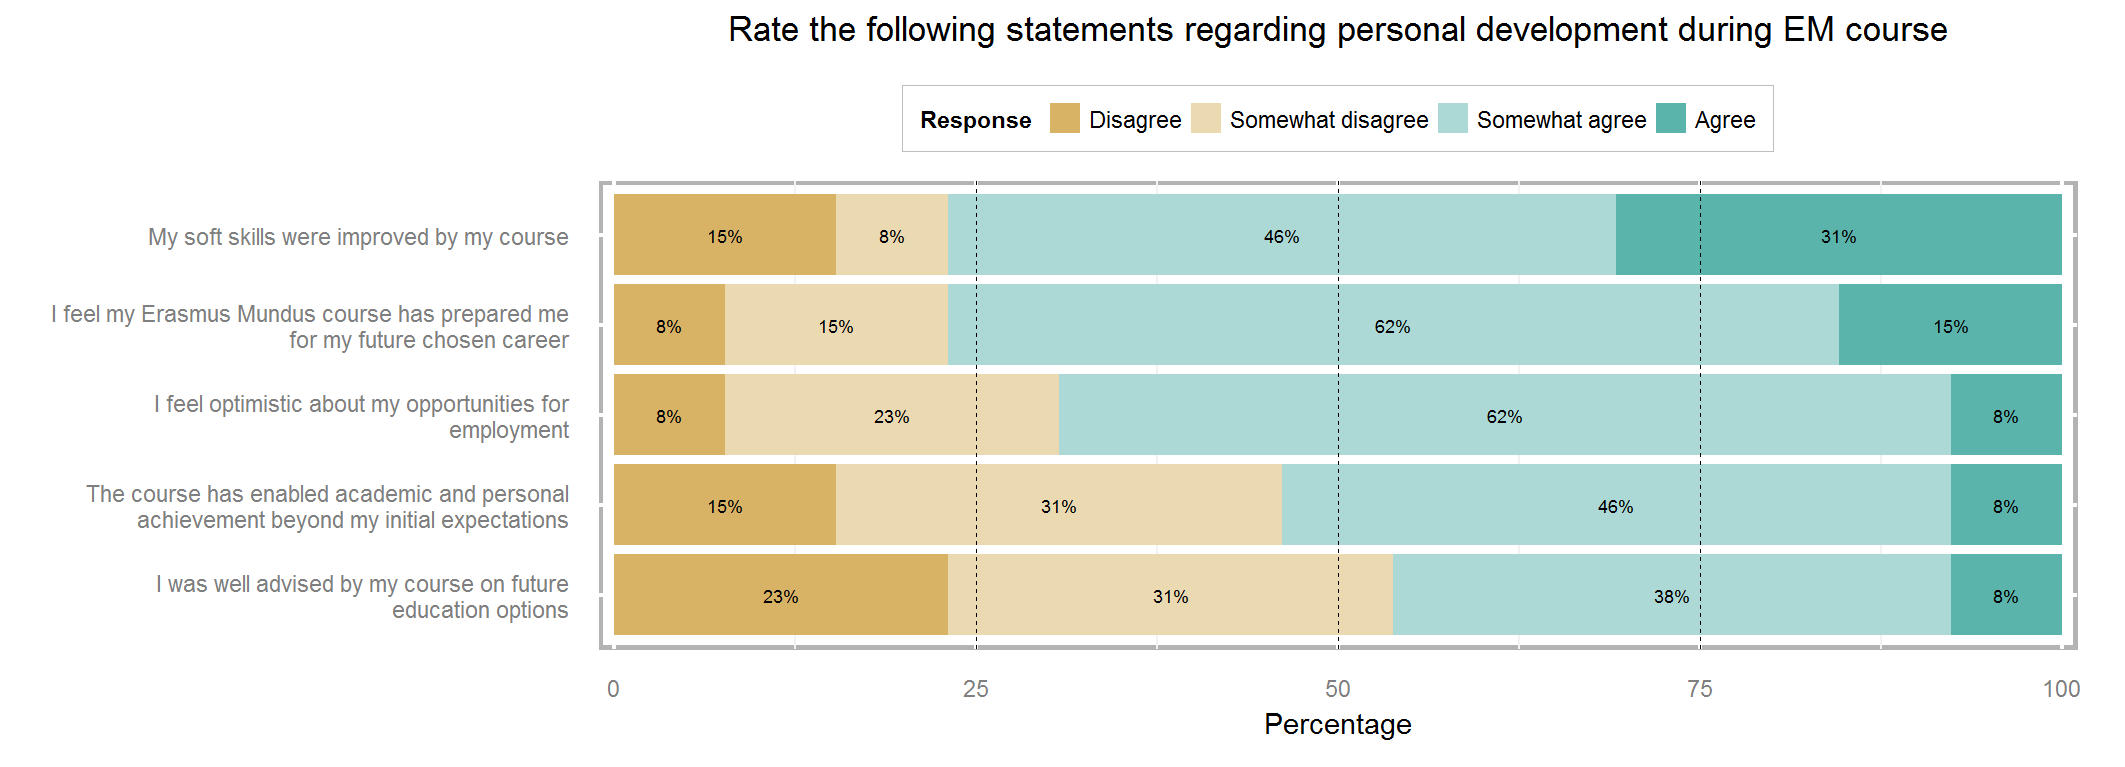 Rate the following statements regarding personal development during EM course
Response Disagree Somewhat disagree Somewhat agree Agree
My soft skills were improved by my course
15% 8% 46% 31%
I feel my Erasmus Mundus course has prepared me
for my future chosen career
8% 15% 62% 15%
I feel optimistic about my opportunities for
employment
8% 23% 62% 8%
The course has enabled academic and personal
achievement beyond my initial expectations
15% 31% 46% 8%
I was well advised by my course on future
education options
23% 31% 38% 8%
0 25 50 75 100
Percentage